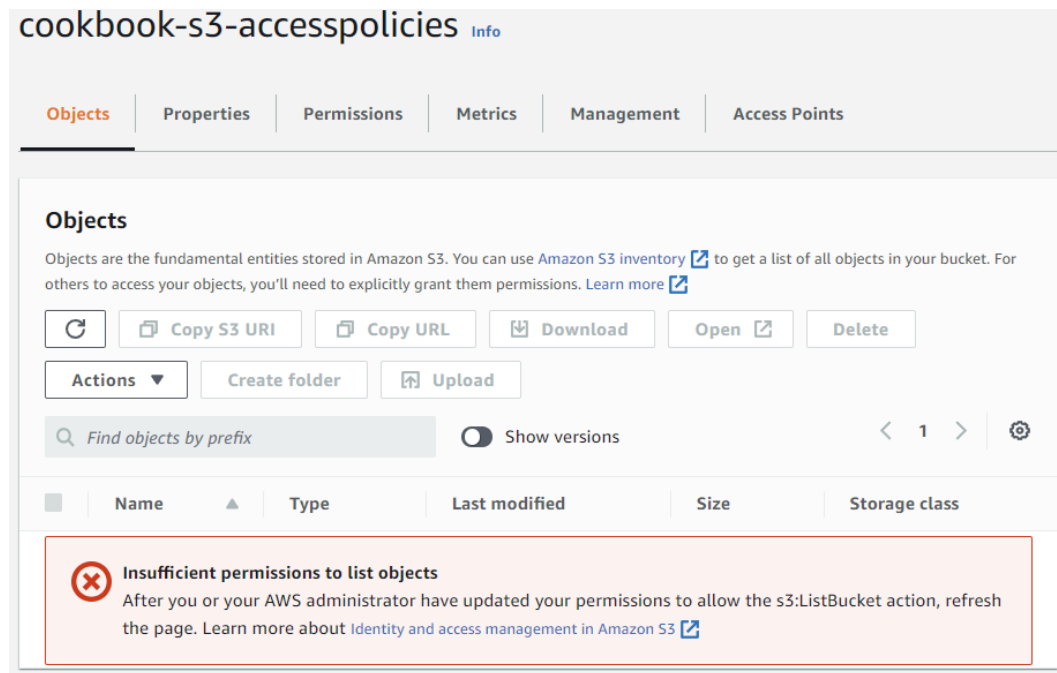 cookbook-s3-accesspolicies Info
Objects Properties Permissions Metrics Management Access Points
Objects
Objects are the fundamental entities stored in Amazon S3. You can use Amazon S3 inventory to get a list of all objects in your bucket. For
others to access your objects, you'll need to explicitly grant them permissions. Learn more
Copy S3 URI Copy URL Download Open Delete
Actions Create folder Upload
Find objects by prefix Show versions 1
Name Type Last modified Size Storage class
Insufficient permissions to list objects
After you or your AWS administrator have updated your permissions to allow the s3:ListBucket action, refresh
the page. Learn more about Identity and access management in Amazon S3